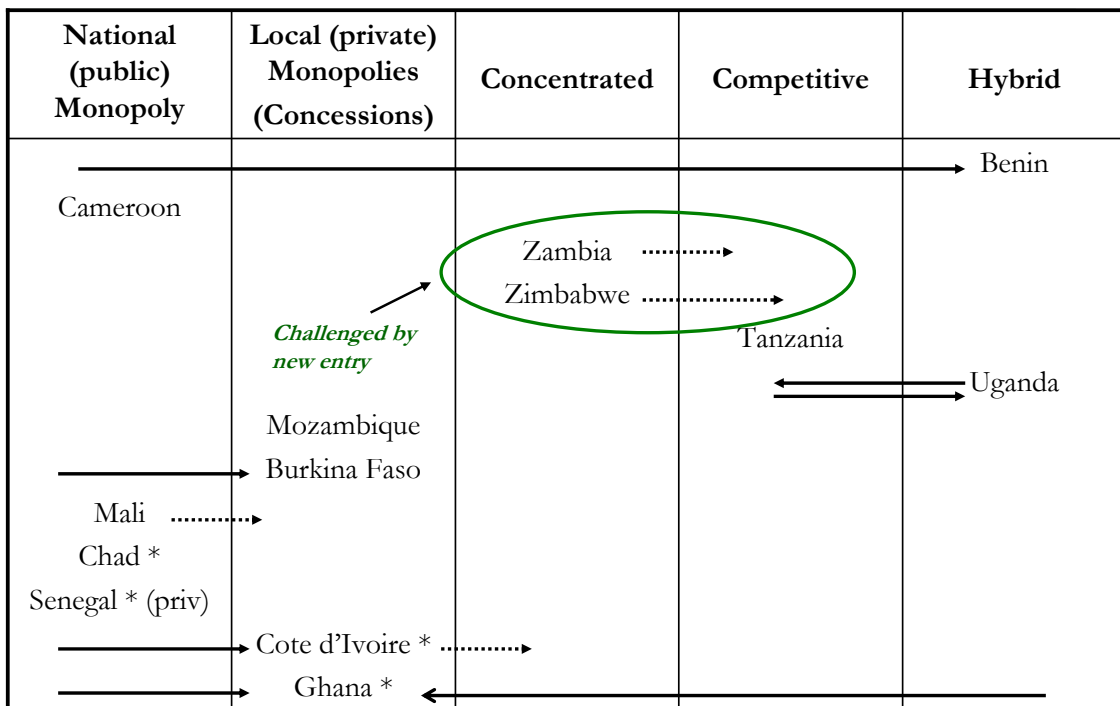 National
(public)
Monopoly
Local (private)
Monopolies
(Concessions)
Concentrated
Competitive
Hybrid
Benin
Cameroon
Zambia
Zimbabwe
Challenged by
new entry
Tanzania
Uganda
Mozambique
Burkina Faso
Mali
Chad *
Senegal * (priv)
Cote d’Ivoire *
Ghana *